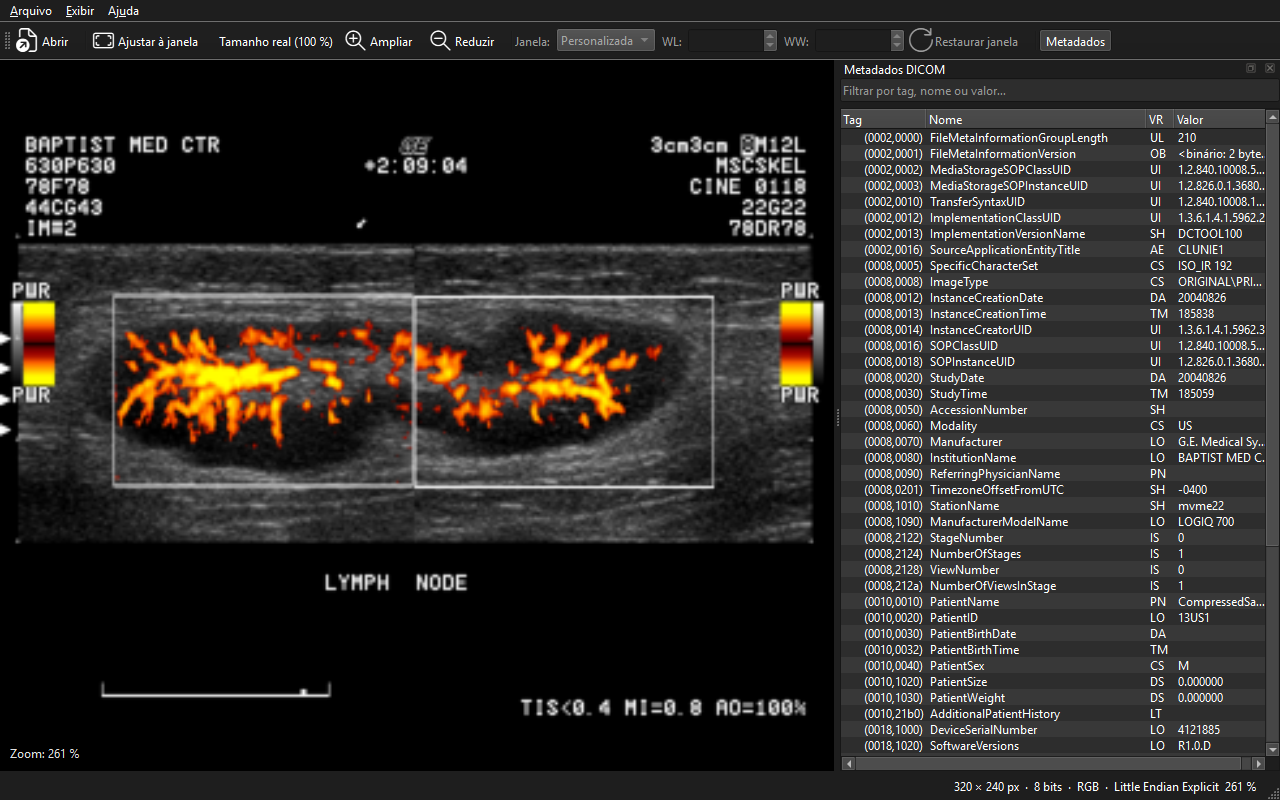 Arquivo Exibir Ajuda
Abrir Ajustar à janela Tamanho real (100 %) Ampliar Reduzir Janela: Personalizada WL: WW: Restaurar janela Metadados
Metadados DICOM
Filtrar por tag, nome ou valor...
BAPTIST MED CTR
630P630
78F78
44CG43
IM=2
+2:09:04
3cm3cm M12L
MSCSKEL
CINE 0118
22G22
78DR78
PWR
PWR
PWR
PWR
LYMPH NODE
TIS<0.4 MI=0.8 AO=100%
Zoom: 261 %
Tag Nome VR Valor
(0002,0000) FileMetaInformationGroupLength UL 210
(0002,0001) FileMetaInformationVersion OB <binário: 2 byte...
(0002,0002) MediaStorageSOPClassUID UI 1.2.840.10008.5...
(0002,0003) MediaStorageSOPInstanceUID UI 1.2.826.0.1.3680...
(0002,0010) TransferSyntaxUID UI 1.2.840.10008.1...
(0002,0012) ImplementationClassUID UI 1.3.6.1.4.1.5962.2
(0002,0013) ImplementationVersionName SH DCTOOL100
(0002,0016) SourceApplicationEntityTitle AE CLUNIE1
(0008,0005) SpecificCharacterSet CS ISO_IR 192
(0008,0008) ImageType CS ORIGINAL\PRI...
(0008,0012) InstanceCreationDate DA 20040826
(0008,0013) InstanceCreationTime TM 185838
(0008,0014) InstanceCreatorUID UI 1.3.6.1.4.1.5962.3
(0008,0016) SOPClassUID UI 1.2.840.10008.5...
(0008,0018) SOPInstanceUID UI 1.2.826.0.1.3680...
(0008,0020) StudyDate DA 20040826
(0008,0030) StudyTime TM 185059
(0008,0050) AccessionNumber SH
(0008,0060) Modality CS US
(0008,0070) Manufacturer LO G.E. Medical Sy...
(0008,0080) InstitutionName LO BAPTIST MED C...
(0008,0090) ReferringPhysicianName PN
(0008,0201) TimezoneOffsetFromUTC SH -0400
(0008,1010) StationName SH mvme22
(0008,1090) ManufacturerModelName LO LOGIQ 700
(0008,2122) StageNumber IS 0
(0008,2124) NumberOfStages IS 1
(0008,2128) ViewNumber IS 0
(0008,212a) NumberOfViewsInStage IS 1
(0010,0010) PatientName PN CompressedSa...
(0010,0020) PatientID LO 13US1
(0010,0030) PatientBirthDate DA
(0010,0032) PatientBirthTime TM
(0010,0040) PatientSex CS M
(0010,1020) PatientSize DS 0.000000
(0010,1030) PatientWeight DS 0.000000
(0010,21b0) AdditionalPatientHistory LT
(0018,1000) DeviceSerialNumber LO 4121885
(0018,1020) SoftwareVersions LO R1.0.D
320 × 240 px · 8 bits · RGB · Little Endian Explicit 261 %